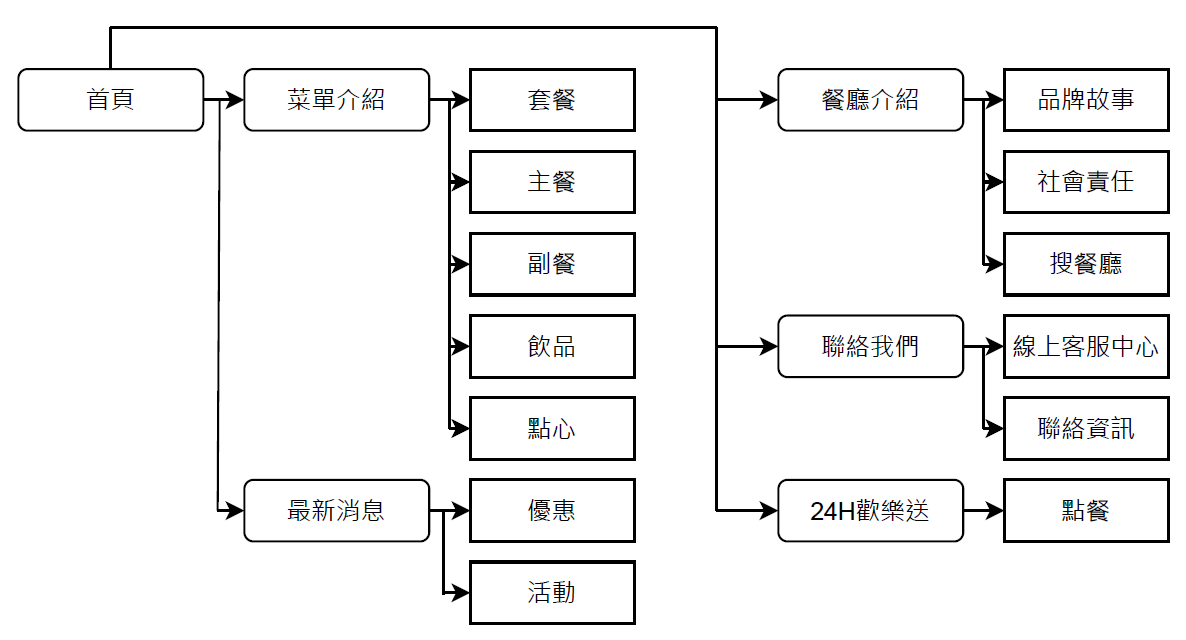 首頁
菜單介紹
套餐
主餐
副餐
飲品
點心
最新消息
優惠
活動
餐廳介紹
品牌故事
社會責任
搜餐廳
聯絡我們
線上客服中心
聯絡資訊
24H歡樂送
點餐